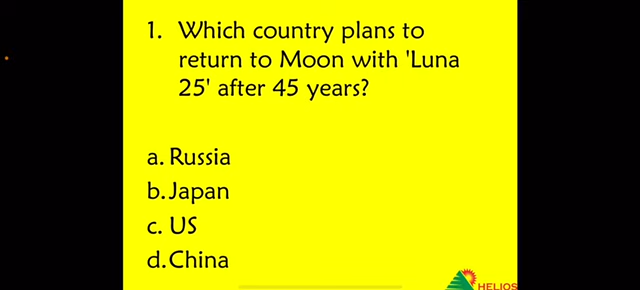 1. Which country plans to
return to Moon with 'Luna
25' after 45 years?
a. Russia
b. Japan
c. US
d. China
HELIOS